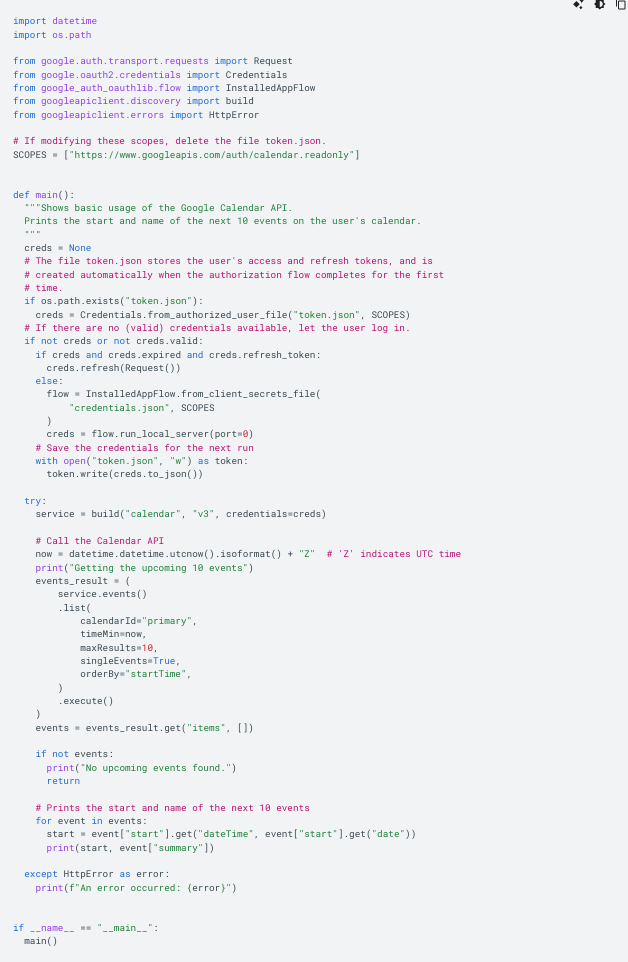 import datetime
import os.path

from google.auth.transport.requests import Request
from google.oauth2.credentials import Credentials
from google_auth_oauthlib.flow import InstalledAppFlow
from googleapiclient.discovery import build
from googleapiclient.errors import HttpError

# If modifying these scopes, delete the file token.json.
SCOPES = ["https://www.googleapis.com/auth/calendar.readonly"]


def main():
  """Shows basic usage of the Google Calendar API.
  Prints the start and name of the next 10 events on the user's calendar.
  """
  creds = None
  # The file token.json stores the user's access and refresh tokens, and is
  # created automatically when the authorization flow completes for the first
  # time.
  if os.path.exists("token.json"):
    creds = Credentials.from_authorized_user_file("token.json", SCOPES)
  # If there are no (valid) credentials available, let the user log in.
  if not creds or not creds.valid:
    if creds and creds.expired and creds.refresh_token:
      creds.refresh(Request())
    else:
      flow = InstalledAppFlow.from_client_secrets_file(
          "credentials.json", SCOPES
      )
      creds = flow.run_local_server(port=0)
    # Save the credentials for the next run
    with open("token.json", "w") as token:
      token.write(creds.to_json())

  try:
    service = build("calendar", "v3", credentials=creds)

    # Call the Calendar API
    now = datetime.datetime.utcnow().isoformat() + "Z"  # 'Z' indicates UTC time
    print("Getting the upcoming 10 events")
    events_result = (
        service.events()
        .list(
            calendarId="primary",
            timeMin=now,
            maxResults=10,
            singleEvents=True,
            orderBy="startTime",
        )
        .execute()
    )
    events = events_result.get("items", [])

    if not events:
      print("No upcoming events found.")
      return

    # Prints the start and name of the next 10 events
    for event in events:
      start = event["start"].get("dateTime", event["start"].get("date"))
      print(start, event["summary"])

  except HttpError as error:
    print(f"An error occurred: {error}")


if __name__ == "__main__":
  main()